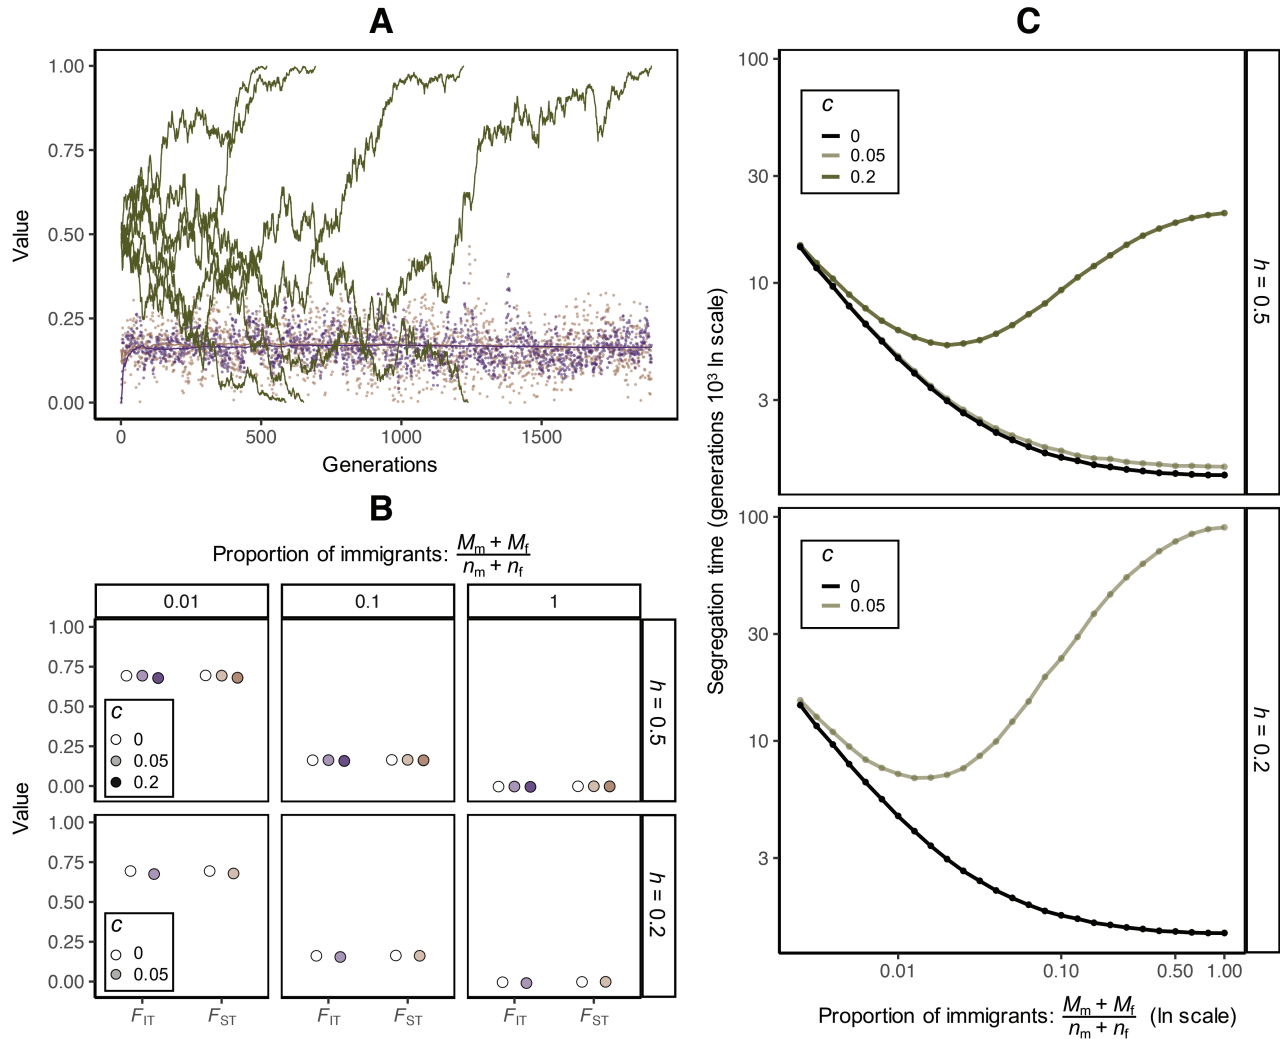 A
1.00
0.75
0.50
0.25
0.00
Value
0
500
1000
1500
Generations
B
Proportion of immigrants: Mm + Mf / nm + nf
0.01
0.1
1
1.00
0.75
0.50
0.25
0.00
c
0
0.05
0.2
h = 0.5
Value
1.00
0.75
0.50
0.25
0.00
c
0
0.05
h = 0.2
FIT
FST
FIT
FST
FIT
FST
C
100
30
10
3
c
0
0.05
0.2
h = 0.5
Segregation time (generations 10³ ln scale)
100
30
10
3
c
0
0.05
h = 0.2
0.01
0.10
0.50
1.00
Proportion of immigrants: Mm + Mf / nm + nf (ln scale)